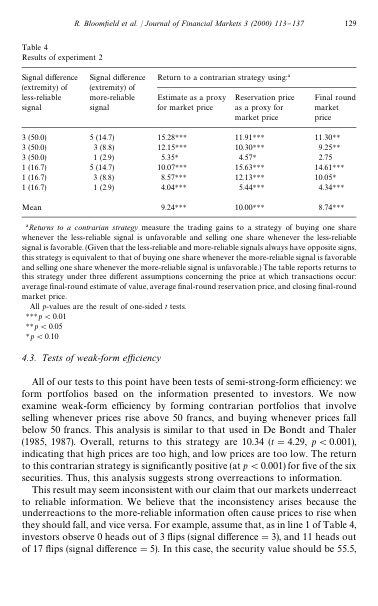 R. Bloomfield et al. / Journal of Financial Markets 3 (2000) 113–137 129
Table 4
Results of experiment 2
Signal difference (extremity) of less-reliable signal Signal difference (extremity) of more-reliable signal Return to a contrarian strategy using:ᵃ
Estimate as a proxy for market price Reservation price as a proxy for market price Final round market price
3 (50.0) 5 (14.7) 15.28*** 11.91*** 11.30**
3 (50.0) 3 (8.8) 12.15*** 10.30*** 9.25**
3 (50.0) 1 (2.9) 5.35* 4.57* 2.75
1 (16.7) 5 (14.7) 10.07*** 15.63*** 14.61***
1 (16.7) 3 (8.8) 8.57*** 12.13*** 10.05*
1 (16.7) 1 (2.9) 4.04*** 5.44*** 4.34***
Mean 9.24*** 10.00*** 8.74***
ᵃReturns to a contrarian strategy measure the trading gains to a strategy of buying one share
whenever the less-reliable signal is unfavorable and selling one share whenever the less-reliable
signal is favorable. (Given that the less-reliable and more-reliable signals always have opposite signs,
this strategy is equivalent to that of buying one share whenever the more-reliable signal is favorable
and selling one share whenever the more-reliable signal is unfavorable.) The table reports returns to
this strategy under three different assumptions concerning the price at which transactions occur:
average final-round estimate of value, average final-round reservation price, and closing final-round
market price.
All p-values are the result of one-sided t tests.
***p < 0.01
**p < 0.05
*p < 0.10
4.3. Tests of weak-form efficiency
All of our tests to this point have been tests of semi-strong-form efficiency: we
form portfolios based on the information presented to investors. We now
examine weak-form efficiency by forming contrarian portfolios that involve
selling whenever prices rise above 50 francs, and buying whenever prices fall
below 50 francs. This analysis is similar to that used in De Bondt and Thaler
(1985, 1987). Overall, returns to this strategy are 10.34 (t = 4.29, p < 0.001),
indicating that high prices are too high, and low prices are too low. The return
to this contrarian strategy is significantly positive (at p < 0.001) for five of the six
securities. Thus, this analysis suggests strong overreactions to information.
This result may seem inconsistent with our claim that our markets underreact
to reliable information. We believe that the inconsistency arises because the
underreactions to the more-reliable information often cause prices to rise when
they should fall, and vice versa. For example, assume that, as in line 1 of Table 4,
investors observe 0 heads out of 3 flips (signal difference = 3), and 11 heads out
of 17 flips (signal difference = 5). In this case, the security value should be 55.5,